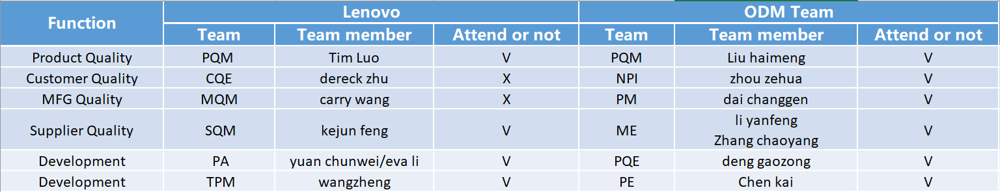 Function Lenovo ODM Team
Team Team member Attend or not Team Team member Attend or not
Product Quality PQM Tim Luo V PQM Liu haimeng V
Customer Quality CQE dereck zhu X NPI zhou zehua V
MFG Quality MQM carry wang X PM dai changgen V
Supplier Quality SQM kejun feng V ME li yanfeng V
Zhang chaoyang
Development PA yuan chunwei/eva li V PQE deng gaozong V
Development TPM wangzheng V PE Chen kai V